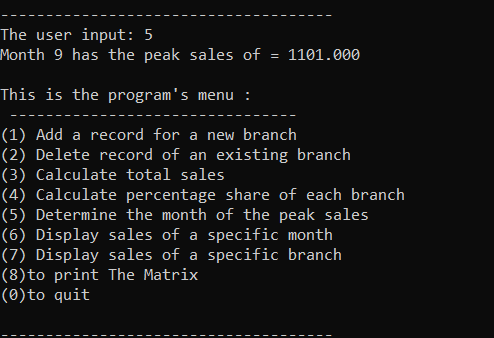 -------------------------------------
The user input: 5
Month 9 has the peak sales of = 1101.000
This is the program's menu :
--------------------------------
(1) Add a record for a new branch
(2) Delete record of an existing branch
(3) Calculate total sales
(4) Calculate percentage share of each branch
(5) Determine the month of the peak sales
(6) Display sales of a specific month
(7) Display sales of a specific branch
(8)to print The Matrix
(0)to quit
-------------------------------------